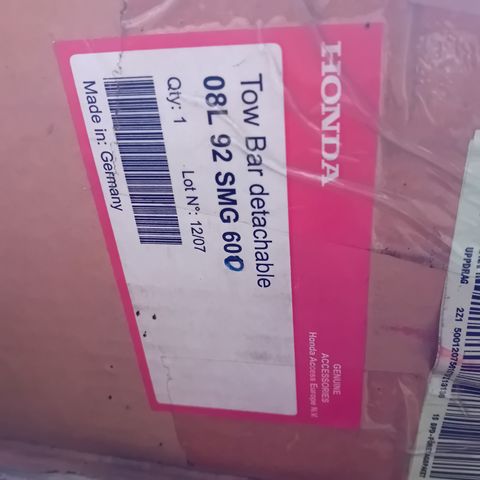 HONDA
Tow Bar detachable
08L 92 SMG 600
Qty: 1
Lot N°: 12/07
Made in: Germany
GENUINE
ACCESSORIES
Honda Access Europe N.V.
UPPDRAG